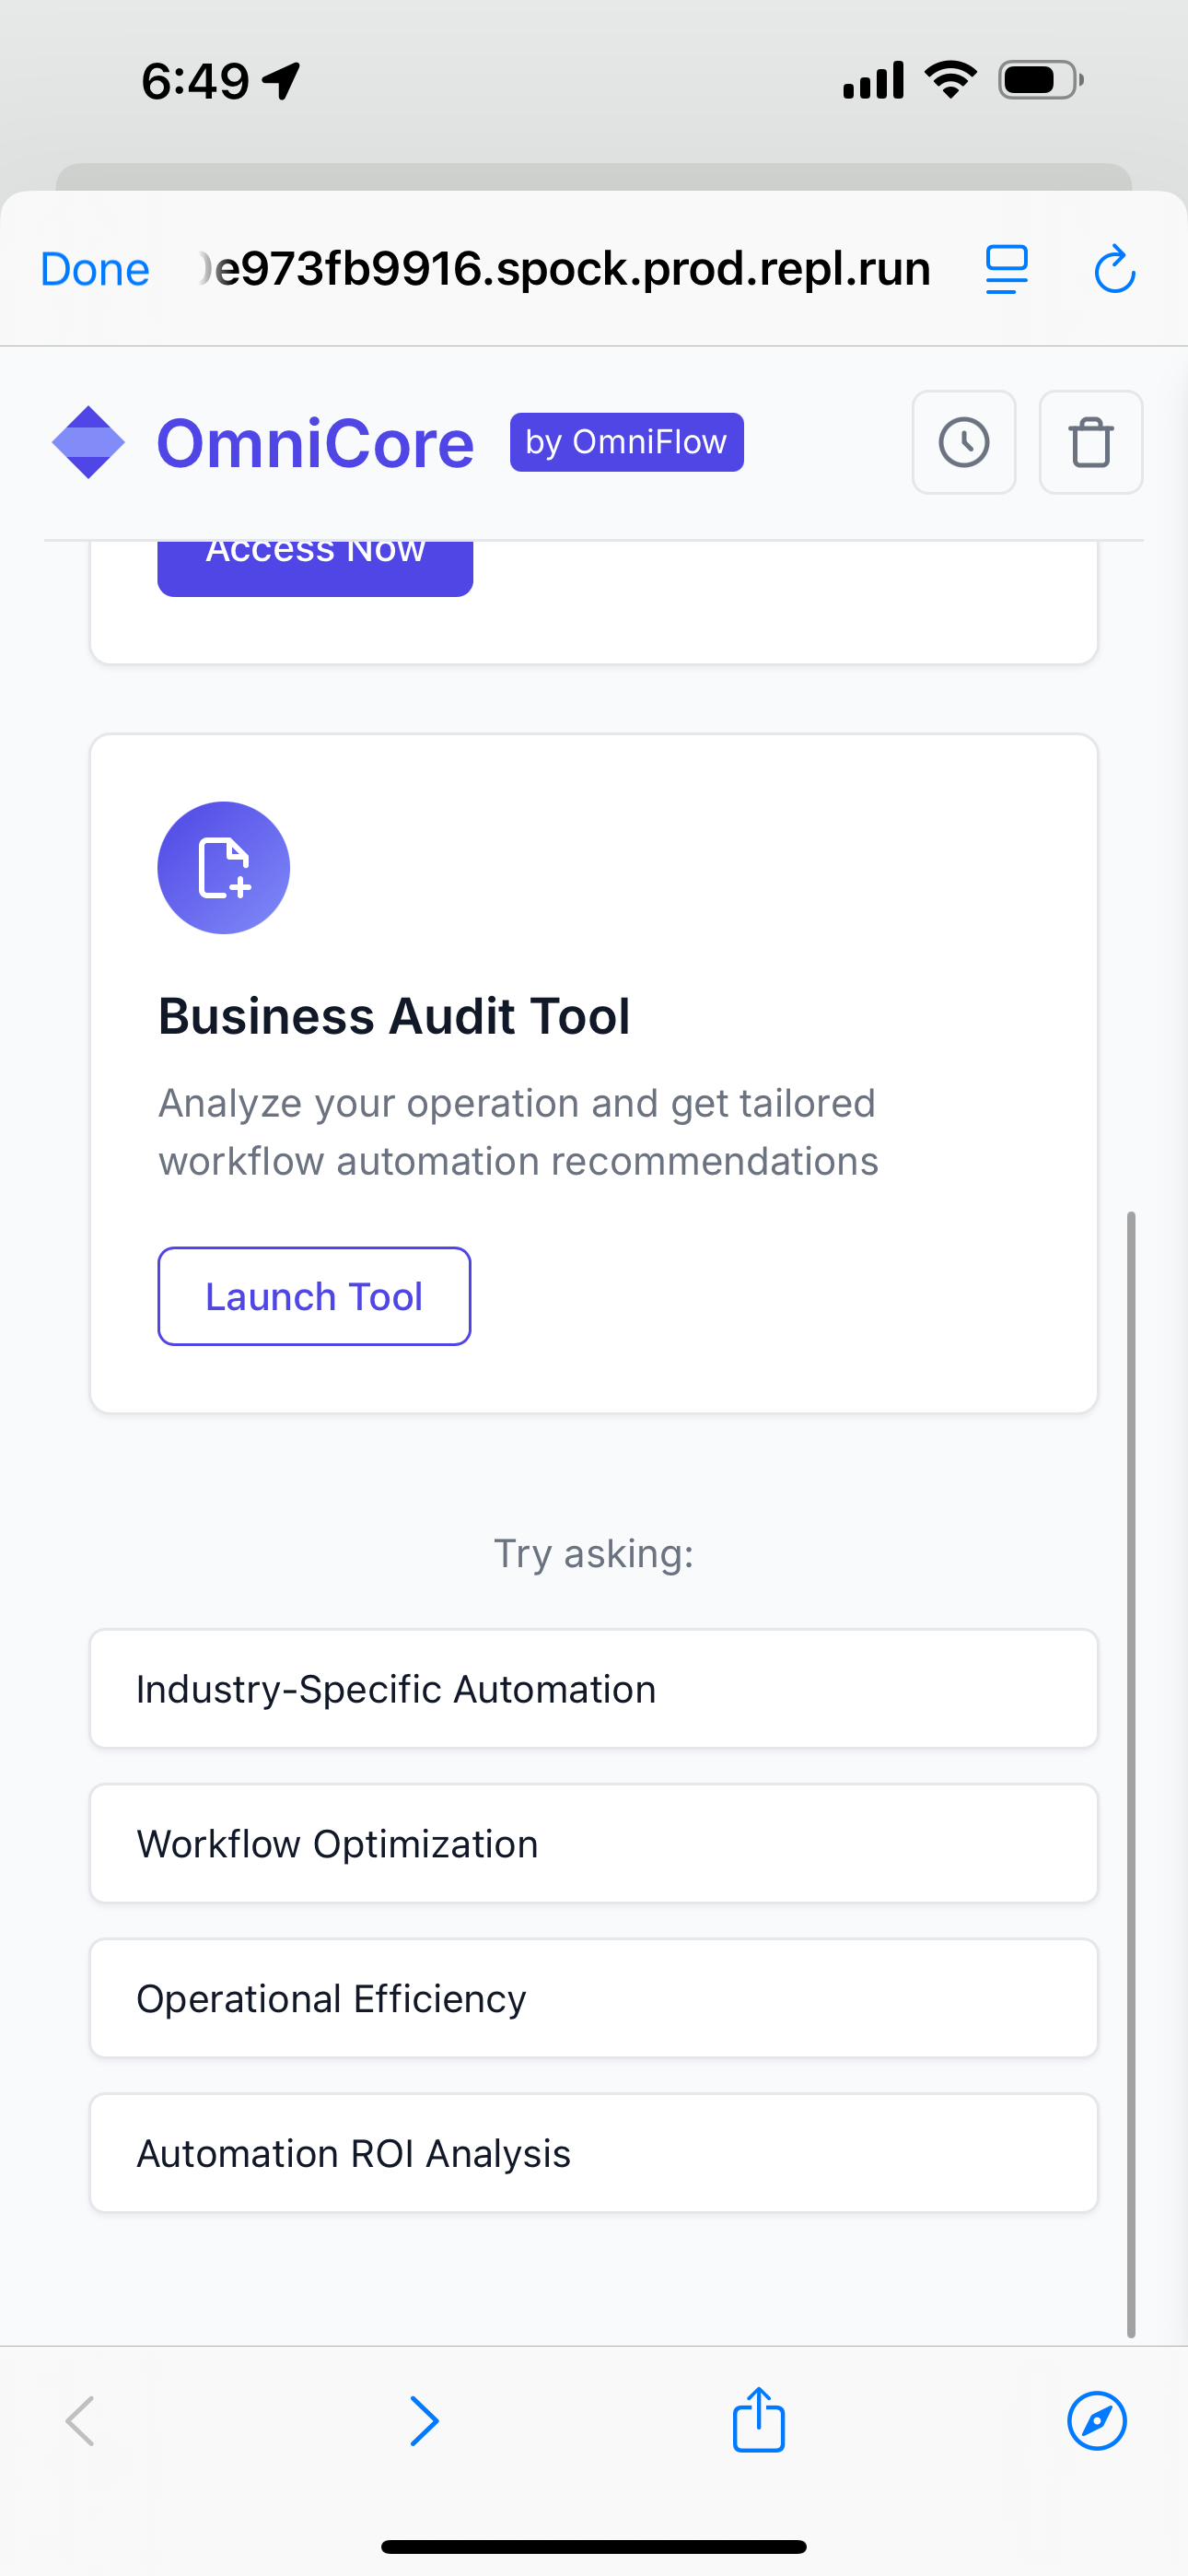 6:49
Done
e973fb9916.spock.prod.repl.run
OmniCore
by OmniFlow
Access Now
Business Audit Tool
Analyze your operation and get tailored
workflow automation recommendations
Launch Tool
Try asking:
Industry-Specific Automation
Workflow Optimization
Operational Efficiency
Automation ROI Analysis